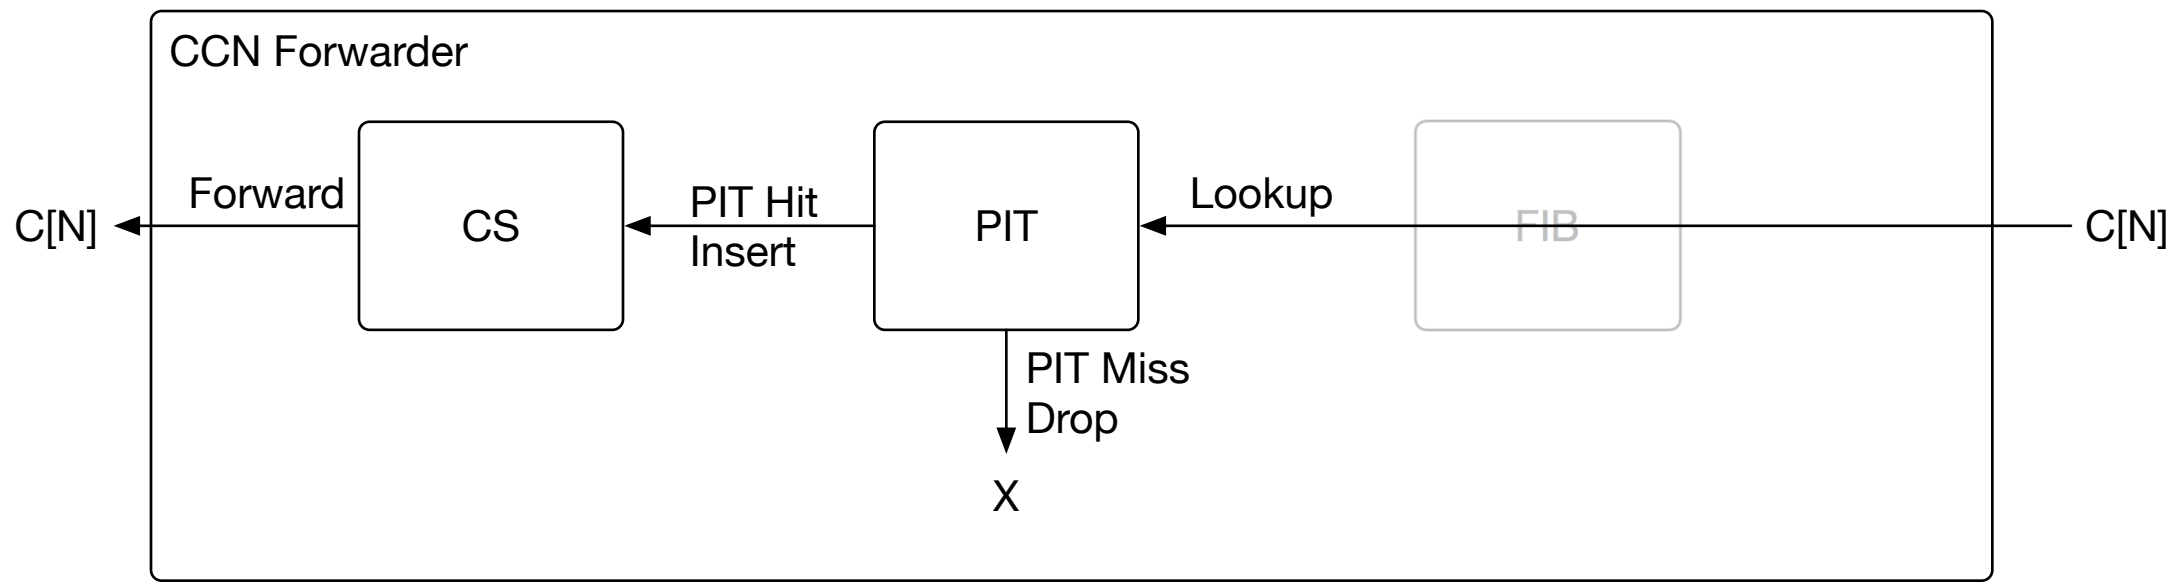 CCN Forwarder
C[N]
Forward
CS
PIT Hit
Insert
PIT
Lookup
FIB
C[N]
PIT Miss
Drop
X